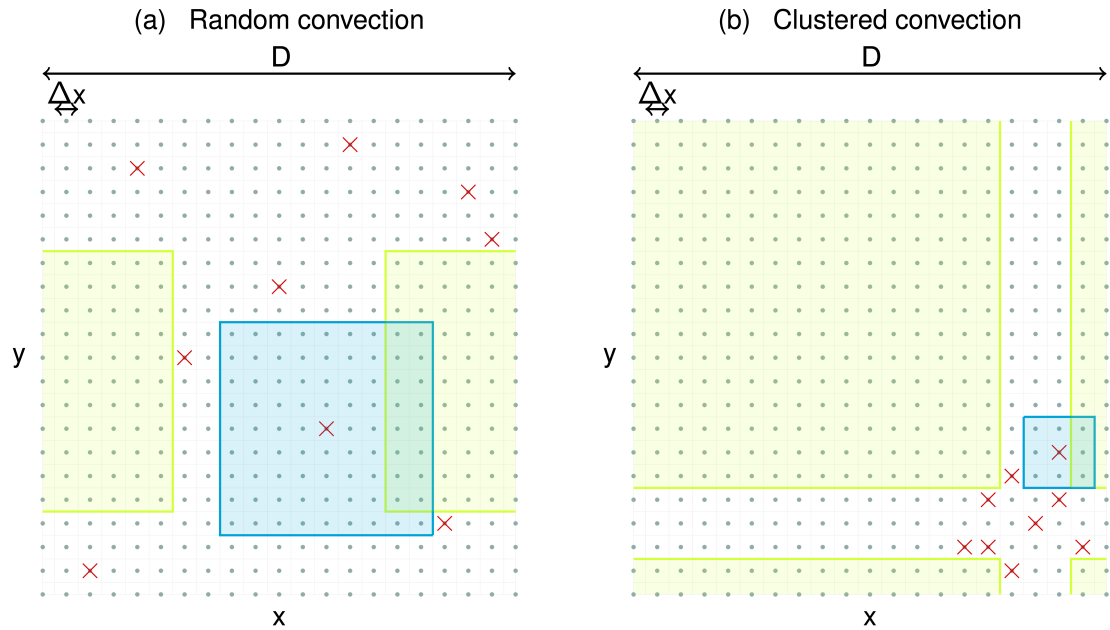 (a) Random convection
D
Δx
y
x
(b) Clustered convection
D
Δx
y
x